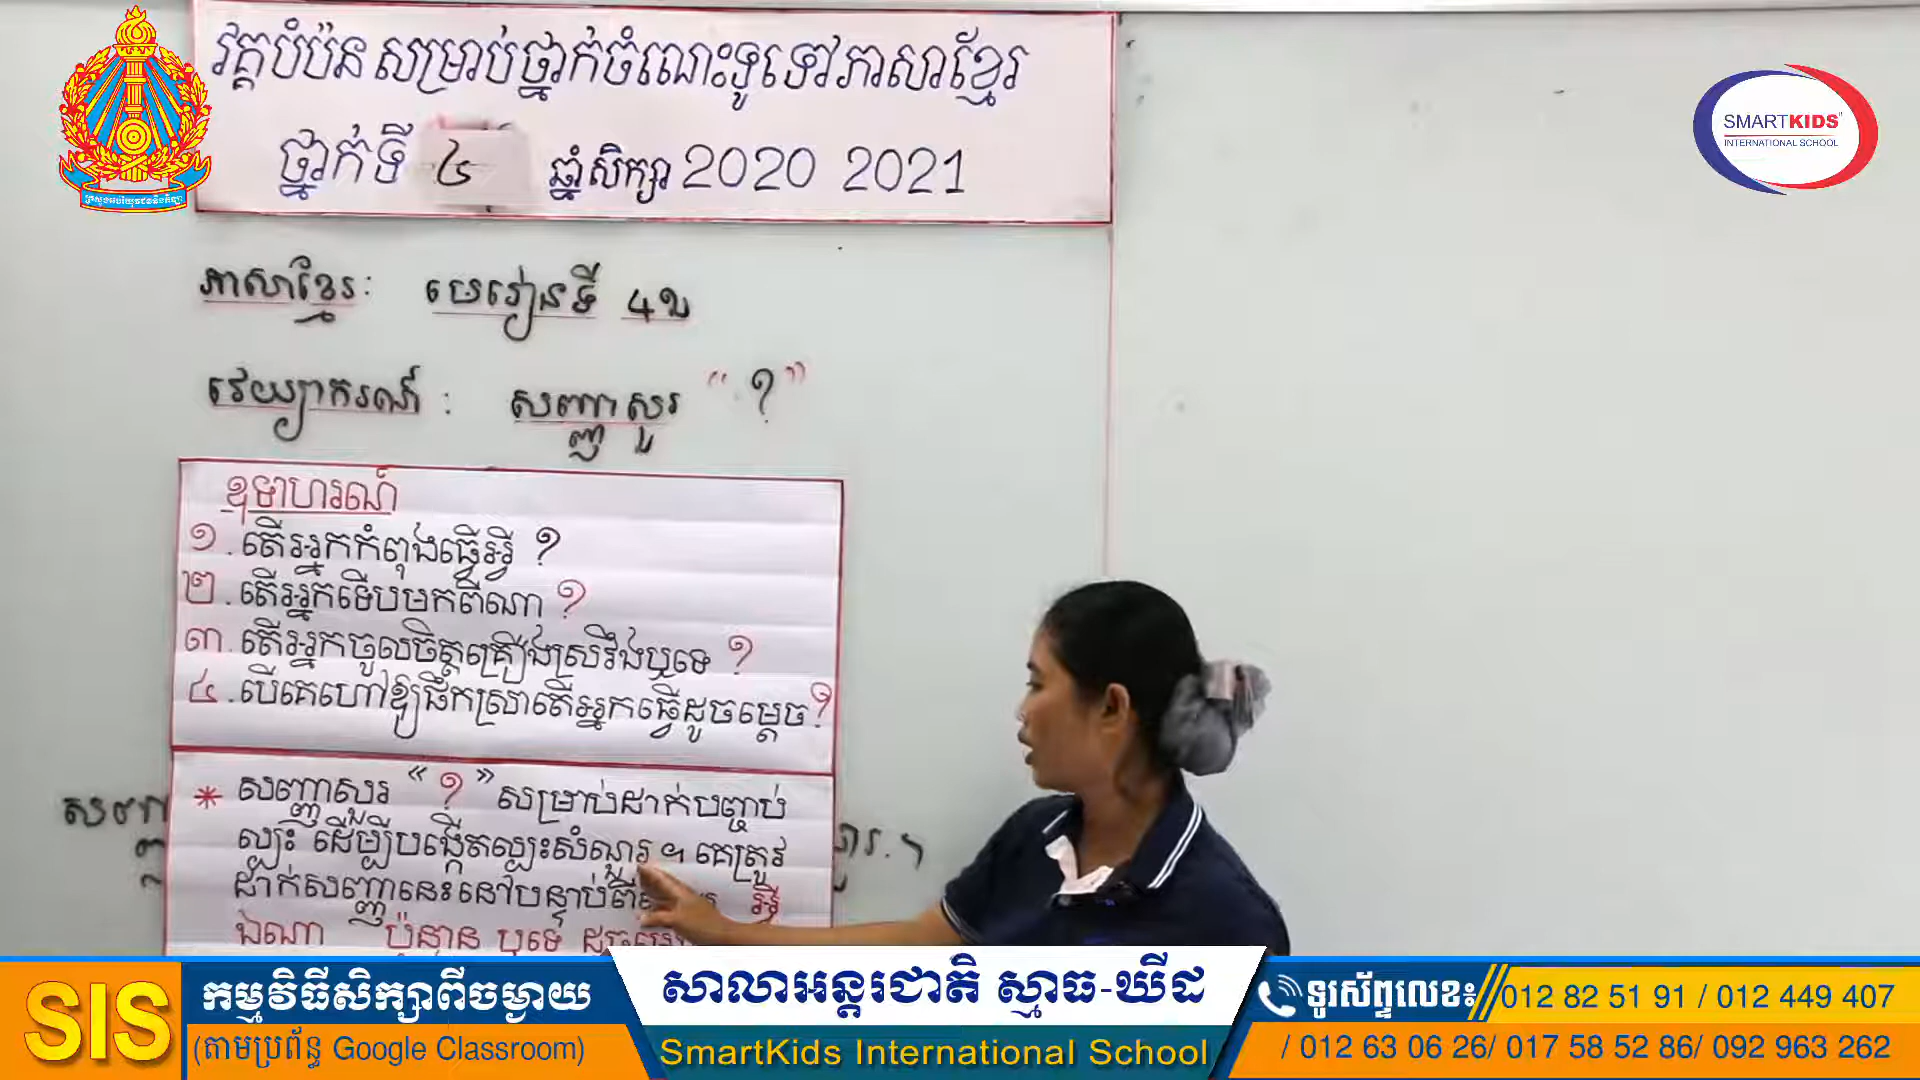 វគ្គបំប៉នសម្រាប់ថ្នាក់ចំណេះទូទៅភាសាខ្មែរ
ថ្នាក់ទី ៤ ឆ្នាំសិក្សា 2020 2021
SMARTKIDS
INTERNATIONAL SCHOOL
ភាសាខ្មែរ: មេរៀនទី 4ខ
វេយ្យាករណ៍ : សញ្ញាសួរ " ? "
ឧទាហរណ៍
១. តើអ្នកកំពុងធ្វើអ្វី ?
២. តើអ្នកទើបមកពីណា ?
៣. តើអ្នកចូលចិត្តគ្រឿងស្រវឹងឬទេ ?
៤. បើគេហៅឱ្យផឹកស្រាតើអ្នកធ្វើដូចម្ដេច?
* សញ្ញាសួរ « ? » សម្រាប់ដាក់បញ្ចប់
ល្បះ ដើម្បីបង្កើតល្បះសំណួរ ។ គេត្រូវ
ដាក់សញ្ញានេះនៅបន្ទាប់ពី អ្វី
ឯណា ប៉ុន្មាន ឬទេ
SIS
កម្មវិធីសិក្សាពីចម្ងាយ
(តាមប្រព័ន្ធ Google Classroom)
សាលាអន្តរជាតិ ស្មាធ-ឃីដ
SmartKids International School
ទូរស័ព្ទលេខ៖ 012 82 51 91 / 012 449 407
/ 012 63 06 26/ 017 58 52 86/ 092 963 262